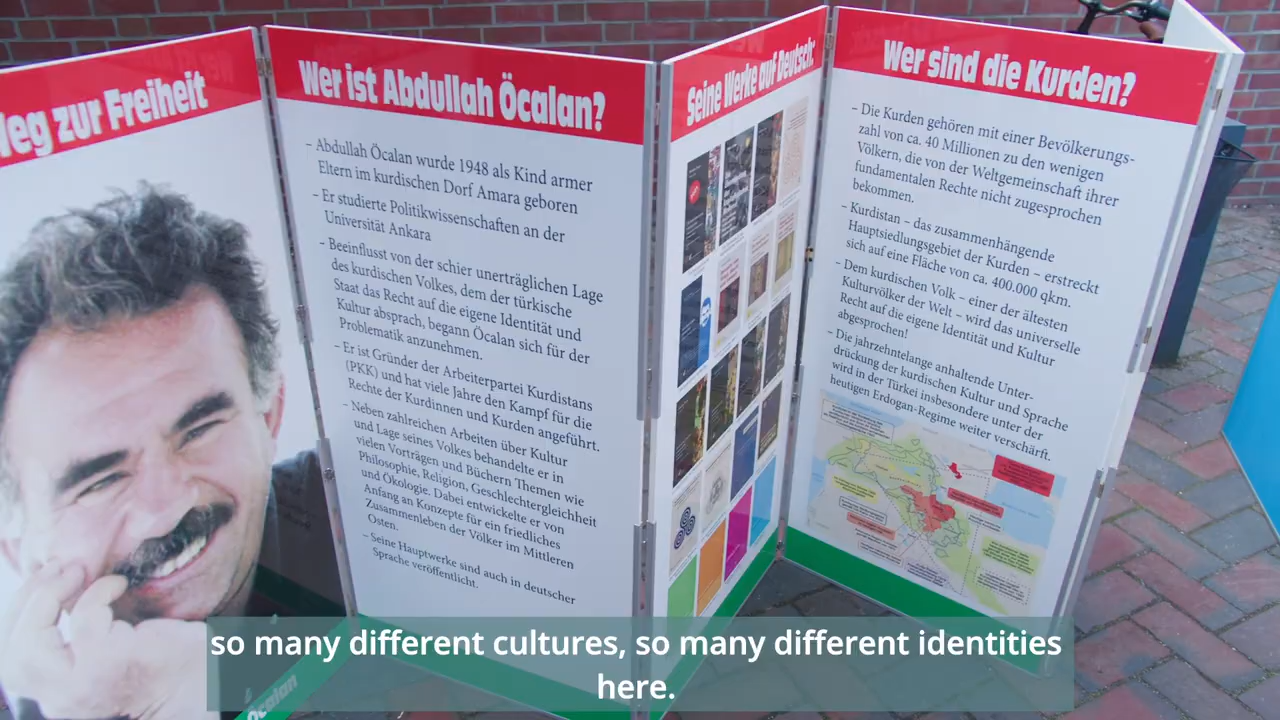 Weg zur Freiheit
Öcalan
Wer ist Abdullah Öcalan?
– Abdullah Öcalan wurde 1948 als Kind armer
Eltern im kurdischen Dorf Amara geboren
– Er studierte Politikwissenschaften an der
Universität Ankara
– Beeinflusst von der schier unerträglichen Lage
des kurdischen Volkes, dem der türkische
Staat das Recht auf die eigene Identität und
Kultur absprach, begann Öcalan sich für der
Problematik anzunehmen.
– Er ist Gründer der Arbeiterpartei Kurdistans
(PKK) und hat viele Jahre den Kampf für die
Rechte der Kurdinnen und Kurden angeführt.
– Neben zahlreichen Arbeiten über Kultur
und Lage seines Volkes behandelte er in
vielen Vorträgen und Büchern Themen wie
Philosophie, Religion, Geschlechtergleichheit
und Ökologie. Dabei entwickelte er von
Anfang an Konzepte für ein friedliches
Zusammenleben der Völker im Mittleren
Osten.
– Seine Hauptwerke sind auch in deutscher
Sprache veröffentlicht.
Seine Werke auf Deutsch:
Wer sind die Kurden?
– Die Kurden gehören mit einer Bevölkerungs-
zahl von ca. 40 Millionen zu den wenigen
Völkern, die von der Weltgemeinschaft ihrer
fundamentalen Rechte nicht zugesprochen
bekommen.
– Kurdistan – das zusammenhängende
Hauptsiedlungsgebiet der Kurden – erstreckt
sich auf eine Fläche von ca. 400.000 qkm.
– Dem kurdischen Volk – einer der ältesten
Kulturvölker der Welt – wird das universelle
Recht auf die eigene Identität und Kultur
abgesprochen!
– Die jahrzehntelange anhaltende Unter-
drückung der kurdischen Kultur und Sprache
wird in der Türkei insbesondere unter der
heutigen Erdogan-Regime weiter verschärft.
so many different cultures, so many different identities
here.